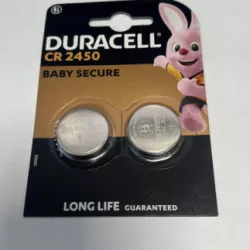 DURACELL
CR 2450
BABY SECURE
LONG LIFE GUARANTEED